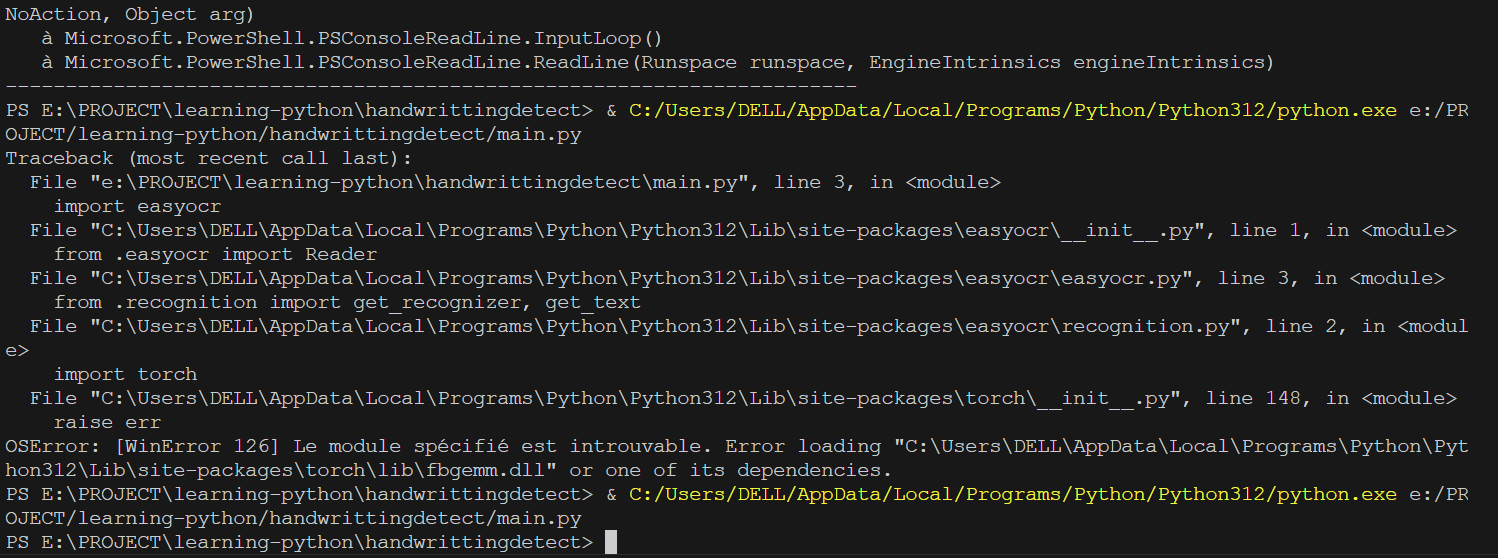 NoAction, Object arg)
   à Microsoft.PowerShell.PSConsoleReadLine.InputLoop()
   à Microsoft.PowerShell.PSConsoleReadLine.ReadLine(Runspace runspace, EngineIntrinsics engineIntrinsics)
-----------------------------------------------------------------------
PS E:\PROJECT\learning-python\handwrittingdetect> & C:/Users/DELL/AppData/Local/Programs/Python/Python312/python.exe e:/PR
OJECT/learning-python/handwrittingdetect/main.py
Traceback (most recent call last):
  File "e:\PROJECT\learning-python\handwrittingdetect\main.py", line 3, in <module>
    import easyocr
  File "C:\Users\DELL\AppData\Local\Programs\Python\Python312\Lib\site-packages\easyocr\__init__.py", line 1, in <module>
    from .easyocr import Reader
  File "C:\Users\DELL\AppData\Local\Programs\Python\Python312\Lib\site-packages\easyocr\easyocr.py", line 3, in <module>
    from .recognition import get_recognizer, get_text
  File "C:\Users\DELL\AppData\Local\Programs\Python\Python312\Lib\site-packages\easyocr\recognition.py", line 2, in <modul
e>
    import torch
  File "C:\Users\DELL\AppData\Local\Programs\Python\Python312\Lib\site-packages\torch\__init__.py", line 148, in <module>
    raise err
OSError: [WinError 126] Le module spécifié est introuvable. Error loading "C:\Users\DELL\AppData\Local\Programs\Python\Pyt
hon312\Lib\site-packages\torch\lib\fbgemm.dll" or one of its dependencies.
PS E:\PROJECT\learning-python\handwrittingdetect> & C:/Users/DELL/AppData/Local/Programs/Python/Python312/python.exe e:/PR
OJECT/learning-python/handwrittingdetect/main.py
PS E:\PROJECT\learning-python\handwrittingdetect>